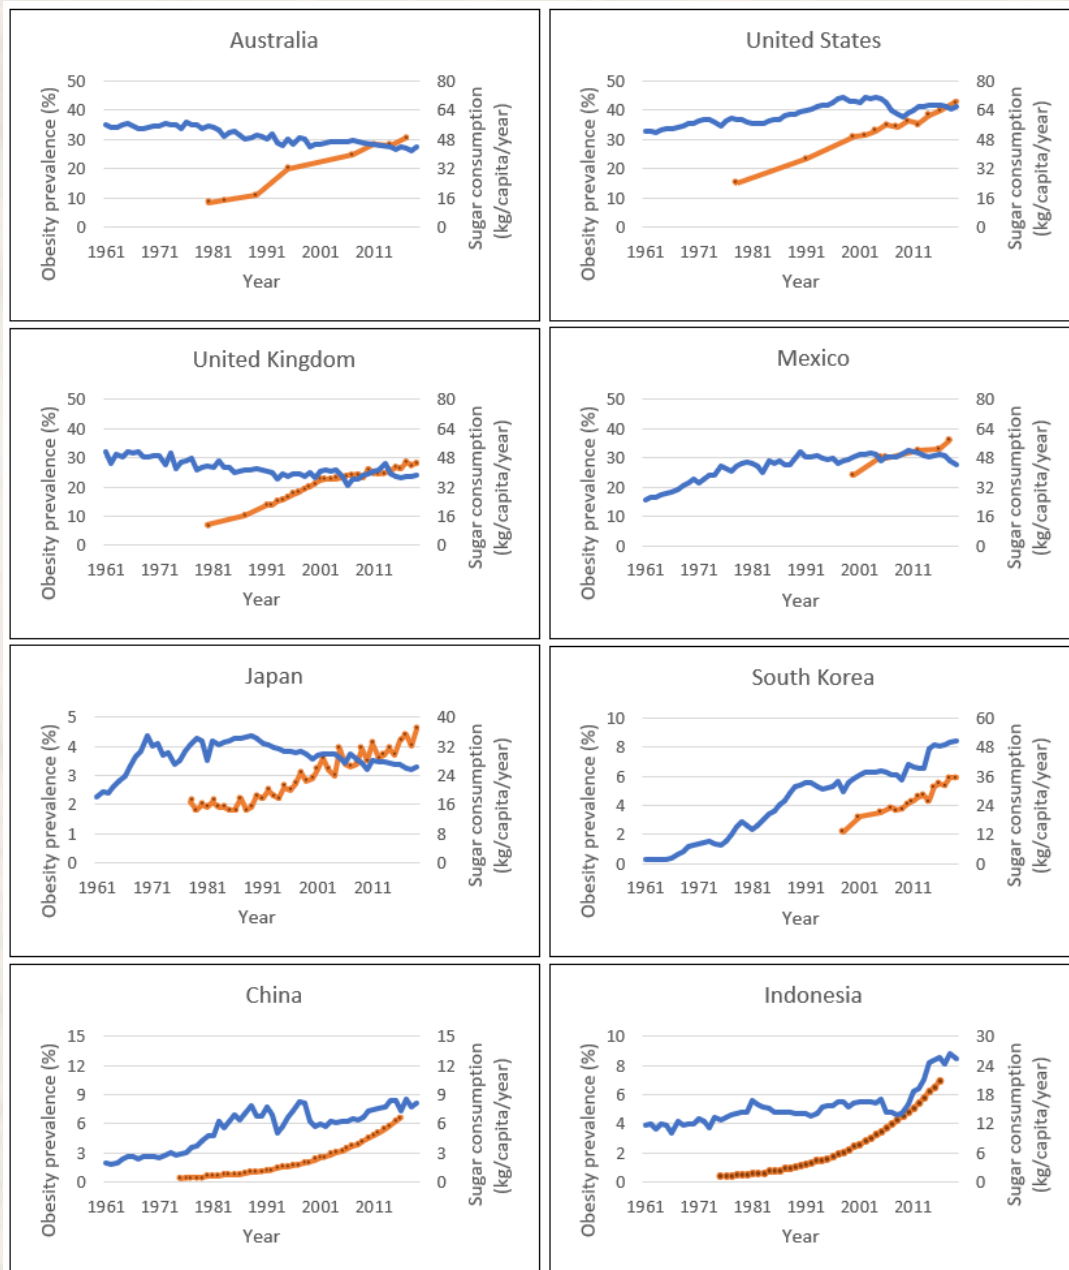 Australia
Obesity prevalence (%)
50
40
30
20
10
0
80
64
48
32
16
0
Sugar consumption
(kg/capita/year)
1961 1971 1981 1991 2001 2011
Year
United States
Obesity prevalence (%)
50
40
30
20
10
0
80
64
48
32
16
0
Sugar consumption
(kg/capita/year)
1961 1971 1981 1991 2001 2011
Year
United Kingdom
Obesity prevalence (%)
50
40
30
20
10
0
80
64
48
32
16
0
Sugar consumption
(kg/capita/year)
1961 1971 1981 1991 2001 2011
Year
Mexico
Obesity prevalence (%)
50
40
30
20
10
0
80
64
48
32
16
0
Sugar consumption
(kg/capita/year)
1961 1971 1981 1991 2001 2011
Year
Japan
Obesity prevalence (%)
5
4
3
2
1
0
40
32
24
16
8
0
Sugar consumption
(kg/capita/year)
1961 1971 1981 1991 2001 2011
Year
South Korea
Obesity prevalence (%)
10
8
6
4
2
0
60
48
36
24
12
0
Sugar consumption
(kg/capita/year)
1961 1971 1981 1991 2001 2011
Year
China
Obesity prevalence (%)
15
12
9
6
3
0
15
12
9
6
3
0
Sugar consumption
(kg/capita/year)
1961 1971 1981 1991 2001 2011
Year
Indonesia
Obesity prevalence (%)
10
8
6
4
2
0
30
24
18
12
6
0
Sugar consumption
(kg/capita/year)
1961 1971 1981 1991 2001 2011
Year